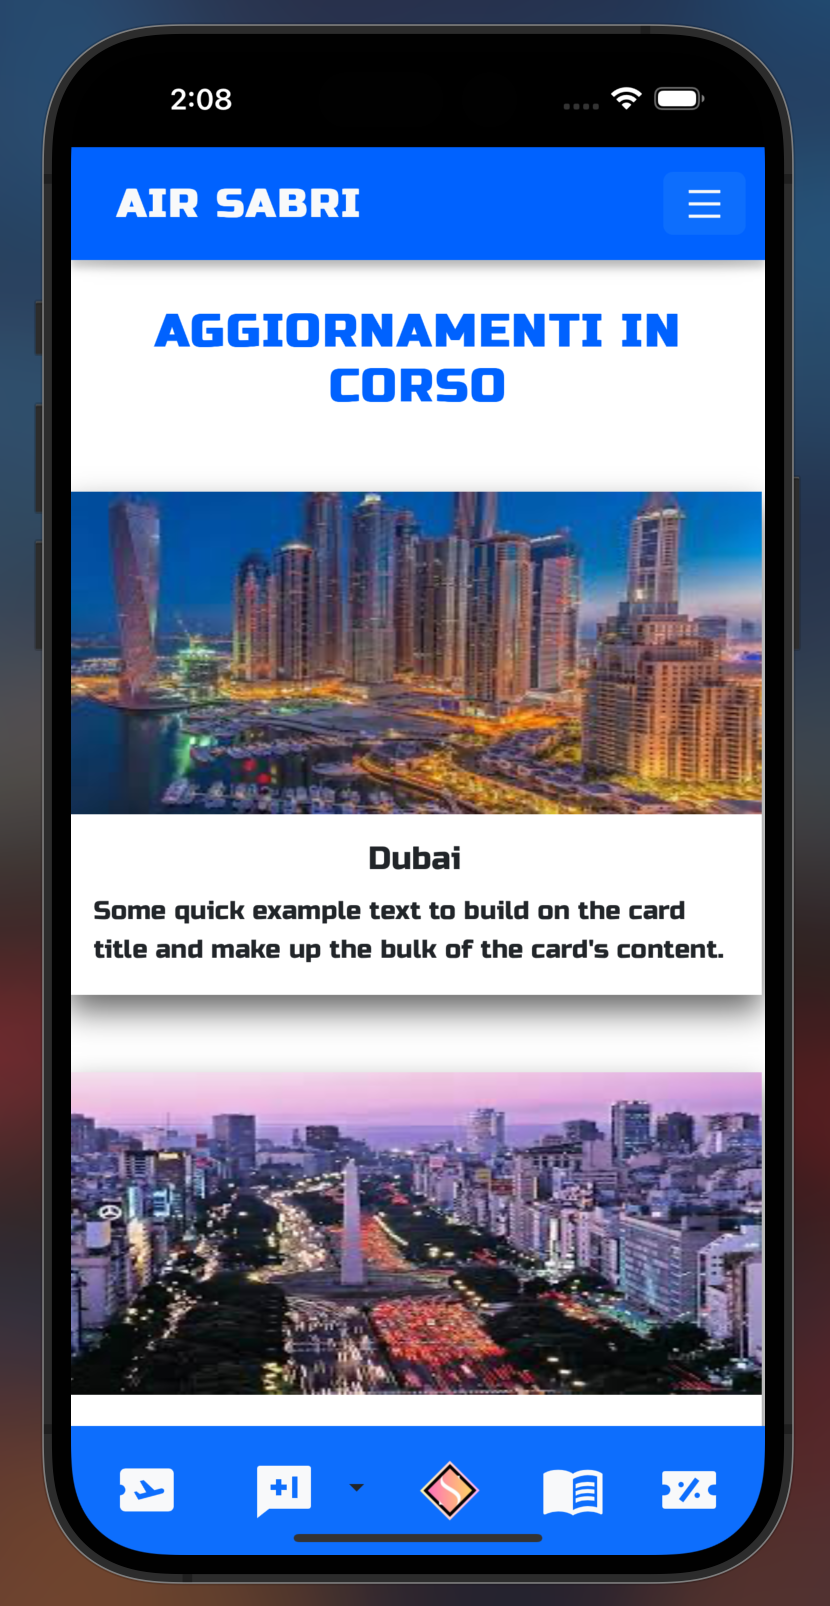 2:08
AIR SABRI
AGGIORNAMENTI IN
CORSO
Dubai
Some quick example text to build on the card
title and make up the bulk of the card's content.